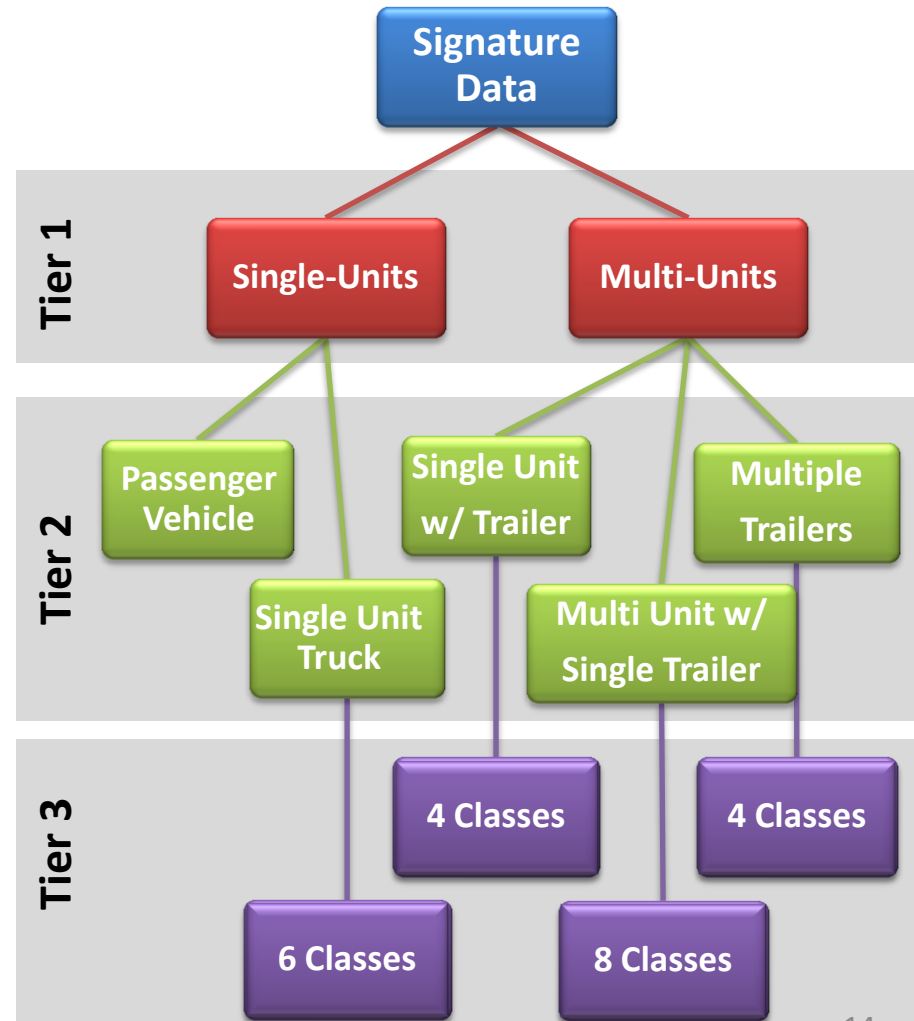 Signature
Data
Tier 1
Single-Units
Multi-Units
Tier 2
Passenger
Vehicle
Single Unit
w/ Trailer
Multiple
Trailers
Single Unit
Truck
Multi Unit w/
Single Trailer
Tier 3
4 Classes
4 Classes
6 Classes
8 Classes
14